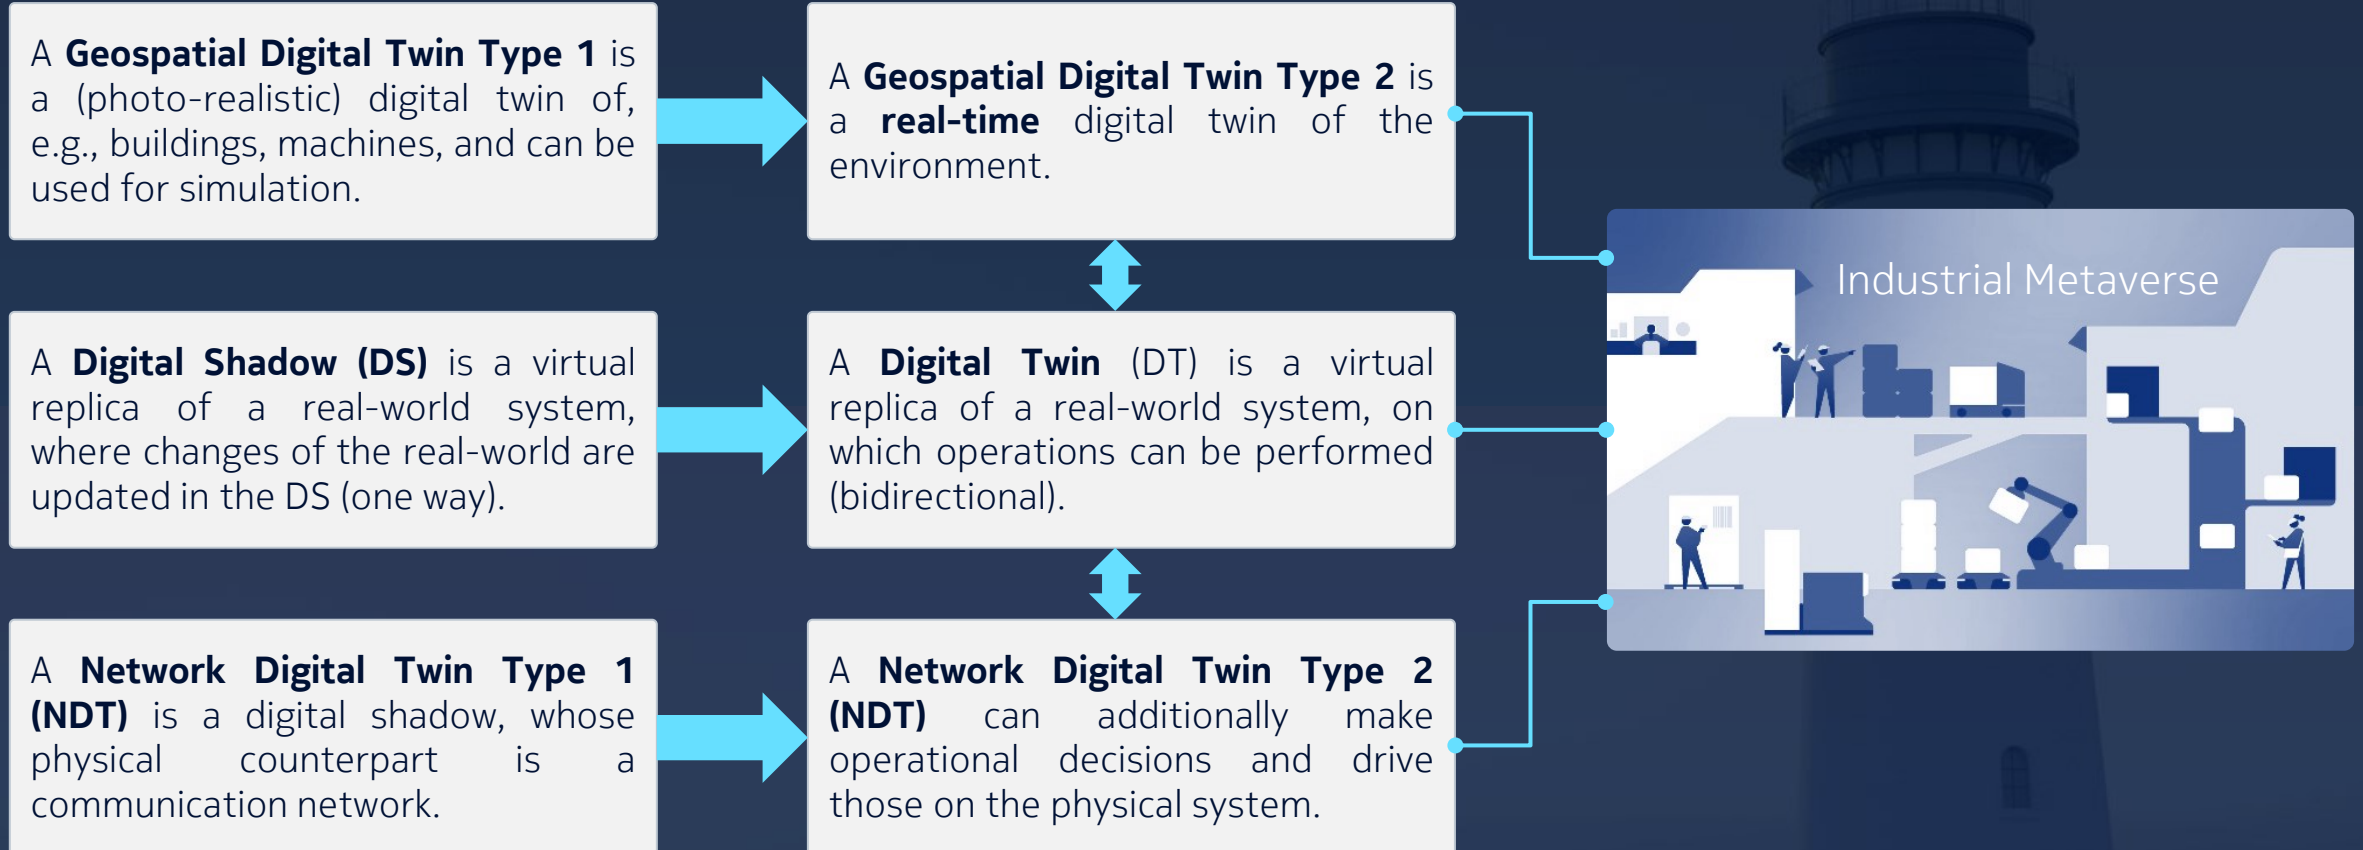 A Geospatial Digital Twin Type 1 is
a (photo-realistic) digital twin of,
e.g., buildings, machines, and can be
used for simulation.
A Geospatial Digital Twin Type 2 is
a real-time digital twin of the
environment.
Industrial Metaverse
A Digital Shadow (DS) is a virtual
replica of a real-world system,
where changes of the real-world are
updated in the DS (one way).
A Digital Twin (DT) is a virtual
replica of a real-world system, on
which operations can be performed
(bidirectional).
A Network Digital Twin Type 1
(NDT) is a digital shadow, whose
physical counterpart is a
communication network.
A Network Digital Twin Type 2
(NDT) can additionally make
operational decisions and drive
those on the physical system.